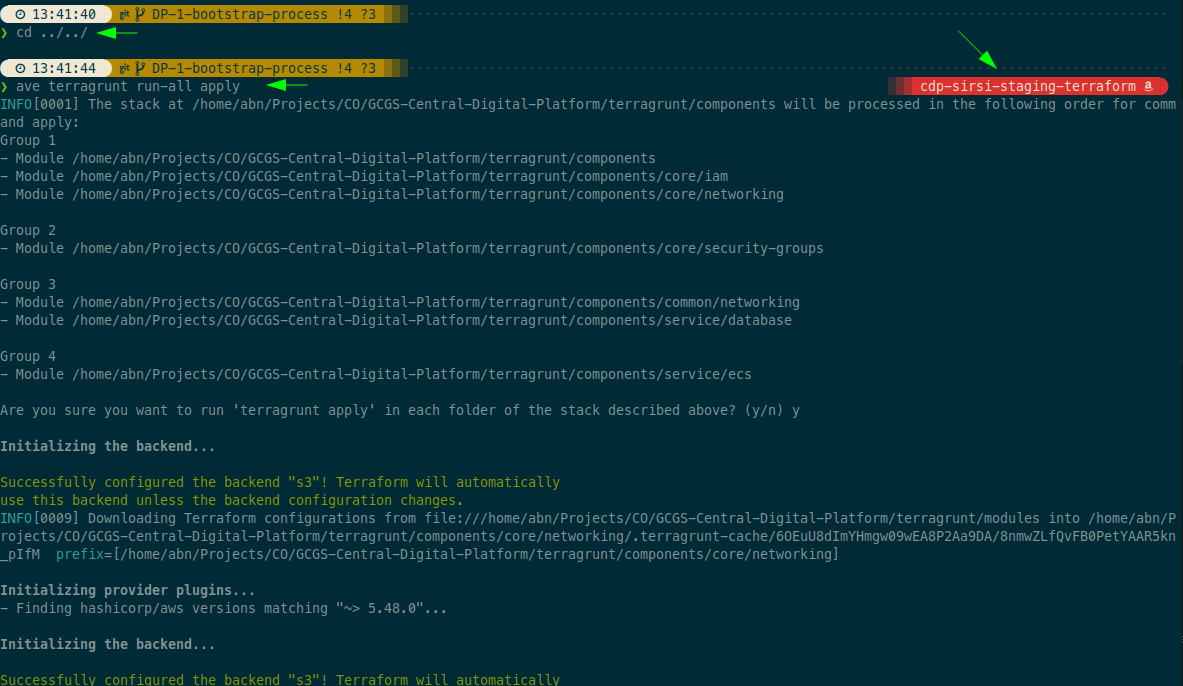 13:41:40 git DP-1-bootstrap-process !4 ?3
❯ cd ../../
13:41:44 git DP-1-bootstrap-process !4 ?3
❯ ave terragrunt run-all apply cdp-sirsi-staging-terraform a
INFO[0001] The stack at /home/abn/Projects/CO/GCGS-Central-Digital-Platform/terragrunt/components will be processed in the following order for comm
and apply:
Group 1
- Module /home/abn/Projects/CO/GCGS-Central-Digital-Platform/terragrunt/components
- Module /home/abn/Projects/CO/GCGS-Central-Digital-Platform/terragrunt/components/core/iam
- Module /home/abn/Projects/CO/GCGS-Central-Digital-Platform/terragrunt/components/core/networking
Group 2
- Module /home/abn/Projects/CO/GCGS-Central-Digital-Platform/terragrunt/components/core/security-groups
Group 3
- Module /home/abn/Projects/CO/GCGS-Central-Digital-Platform/terragrunt/components/common/networking
- Module /home/abn/Projects/CO/GCGS-Central-Digital-Platform/terragrunt/components/service/database
Group 4
- Module /home/abn/Projects/CO/GCGS-Central-Digital-Platform/terragrunt/components/service/ecs
Are you sure you want to run 'terragrunt apply' in each folder of the stack described above? (y/n) y
Initializing the backend...
Successfully configured the backend "s3"! Terraform will automatically
use this backend unless the backend configuration changes.
INFO[0009] Downloading Terraform configurations from file:///home/abn/Projects/CO/GCGS-Central-Digital-Platform/terragrunt/modules into /home/abn/P
rojects/CO/GCGS-Central-Digital-Platform/terragrunt/components/core/networking/.terragrunt-cache/6OEuU8dImYHmgw09wEA8P2Aa9DA/8nmwZLfQvFB0PetYAAR5kn
_pIfM prefix=[/home/abn/Projects/CO/GCGS-Central-Digital-Platform/terragrunt/components/core/networking]
Initializing provider plugins...
- Finding hashicorp/aws versions matching "~> 5.48.0"...
Initializing the backend...
Successfully configured the backend "s3"! Terraform will automatically